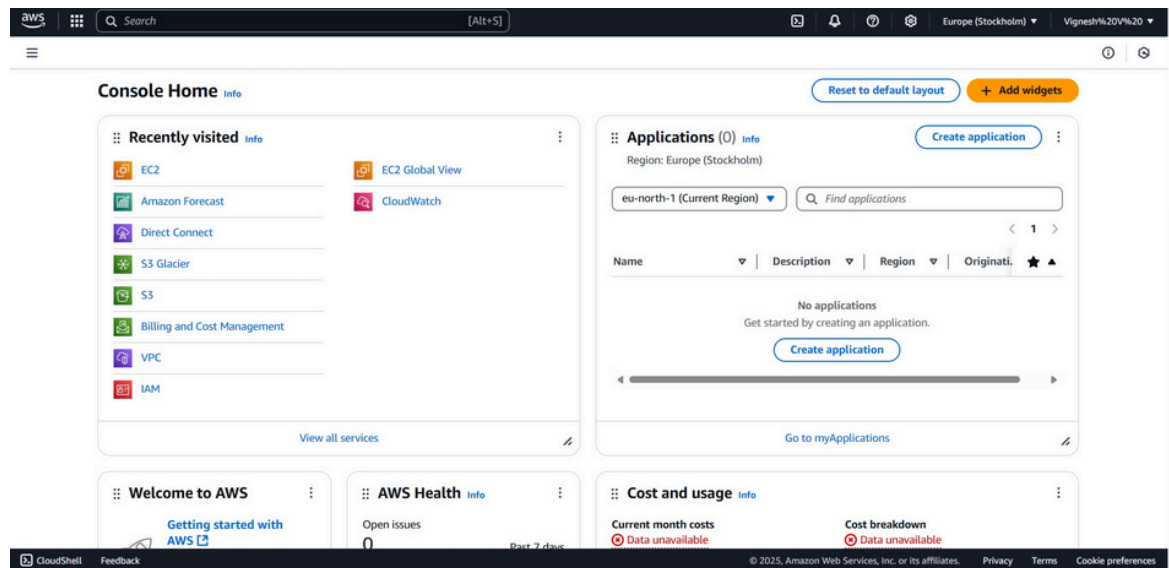 aws
Search [Alt+S]
Europe (Stockholm) ▼
Vignesh%20V%20 ▼
Console Home Info
Reset to default layout
+ Add widgets
Recently visited Info
EC2
Amazon Forecast
Direct Connect
S3 Glacier
S3
Billing and Cost Management
VPC
IAM
EC2 Global View
CloudWatch
View all services
Applications (0) Info
Create application
Region: Europe (Stockholm)
eu-north-1 (Current Region) ▼
Find applications
1
Name
Description
Region
Originati.
No applications
Get started by creating an application.
Create application
Go to myApplications
Welcome to AWS
Getting started with
AWS
AWS Health Info
Open issues
0
Past 7 days
Cost and usage Info
Current month costs
Data unavailable
Cost breakdown
Data unavailable
CloudShell Feedback
© 2025, Amazon Web Services, Inc. or its affiliates. Privacy Terms Cookie preferences